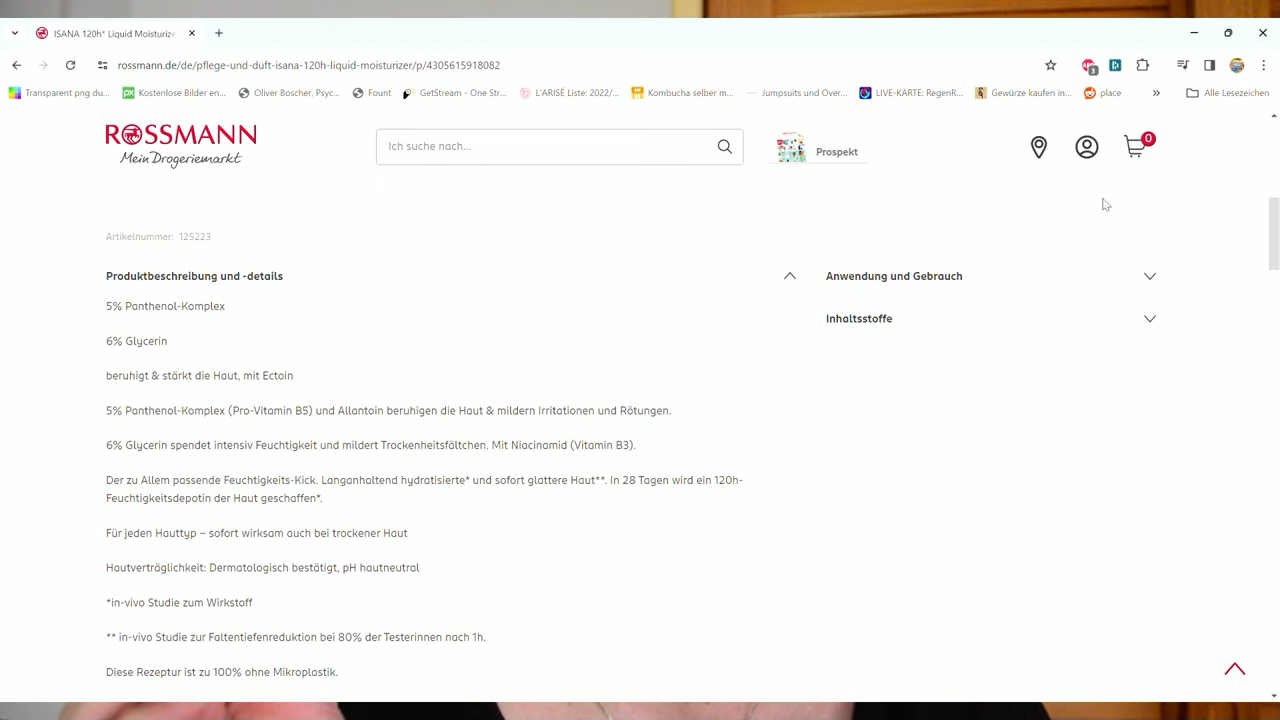 ISANA 120h* Liquid Moisturize
rossmann.de/de/pflege-und-duft-isana-120h-liquid-moisturizer/p/4305615918082
3
Transparent png du...
Kostenlose Bilder en...
Oliver Boscher, Psyc...
Fount
GetStream - One Str...
L'ARISÉ Liste: 2022/...
Kombucha selber m...
Jumpsuits und Over...
LIVE-KARTE: RegenR...
Gewürze kaufen in...
place
»
Alle Lesezeichen
ROSSMANN
Mein Drogeriemarkt
Ich suche nach...
Prospekt
0
Artikelnummer: 125223
Produktbeschreibung und -details
Anwendung und Gebrauch
5% Panthenol-Komplex
Inhaltsstoffe
6% Glycerin
beruhigt & stärkt die Haut, mit Ectoin
5% Panthenol-Komplex (Pro-Vitamin B5) und Allantoin beruhigen die Haut & mildern Irritationen und Rötungen.
6% Glycerin spendet intensiv Feuchtigkeit und mildert Trockenheitsfältchen. Mit Niacinamid (Vitamin B3).
Der zu Allem passende Feuchtigkeits-Kick. Langanhaltend hydratisierte* und sofort glattere Haut**. In 28 Tagen wird ein 120h-
Feuchtigkeitsdepotin der Haut geschaffen*.
Für jeden Hauttyp – sofort wirksam auch bei trockener Haut
Hautverträglichkeit: Dermatologisch bestätigt, pH hautneutral
*in-vivo Studie zum Wirkstoff
** in-vivo Studie zur Faltentiefenreduktion bei 80% der Testerinnen nach 1h.
Diese Rezeptur ist zu 100% ohne Mikroplastik.